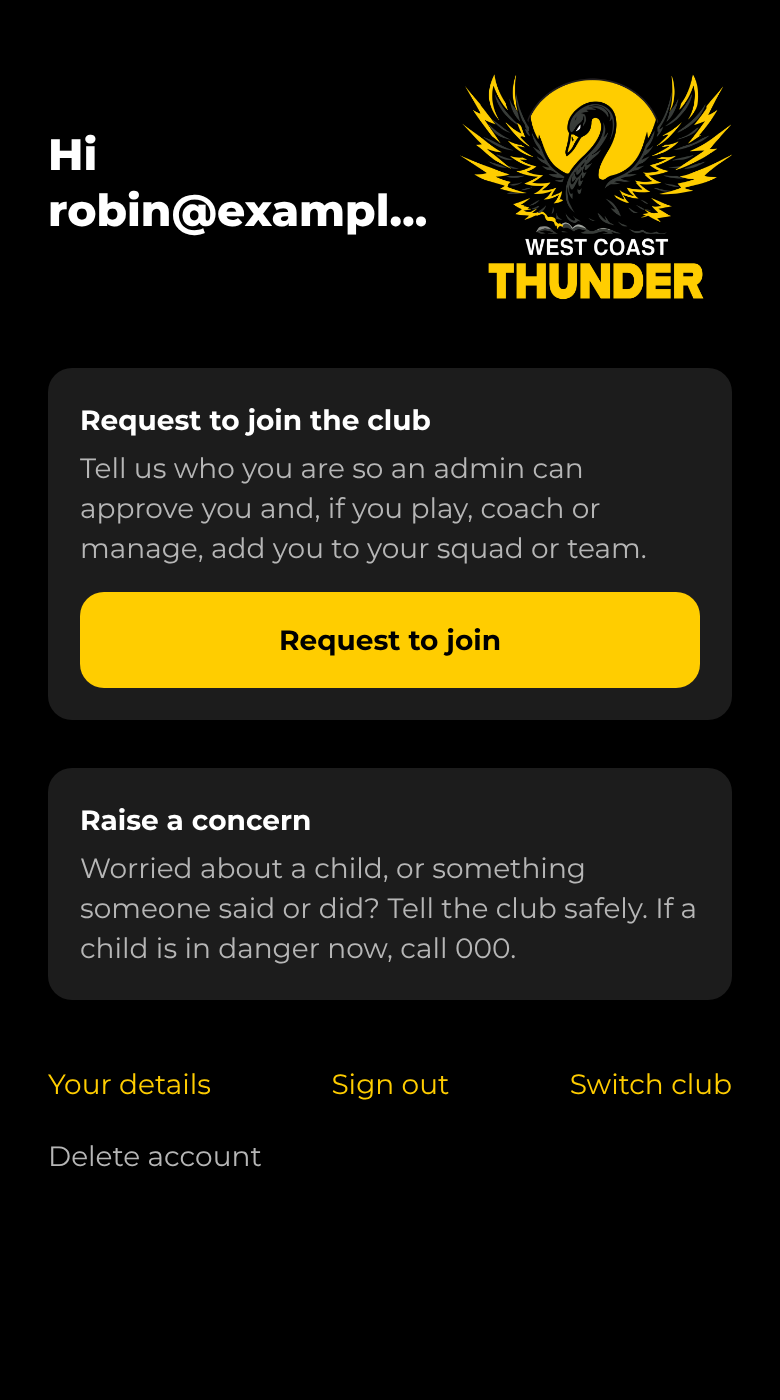 Hi
robin@exampl...
WEST COAST
THUNDER
Request to join the club
Tell us who you are so an admin can
approve you and, if you play, coach or
manage, add you to your squad or team.
Request to join
Raise a concern
Worried about a child, or something
someone said or did? Tell the club safely. If a
child is in danger now, call 000.
Your details
Sign out
Switch club
Delete account